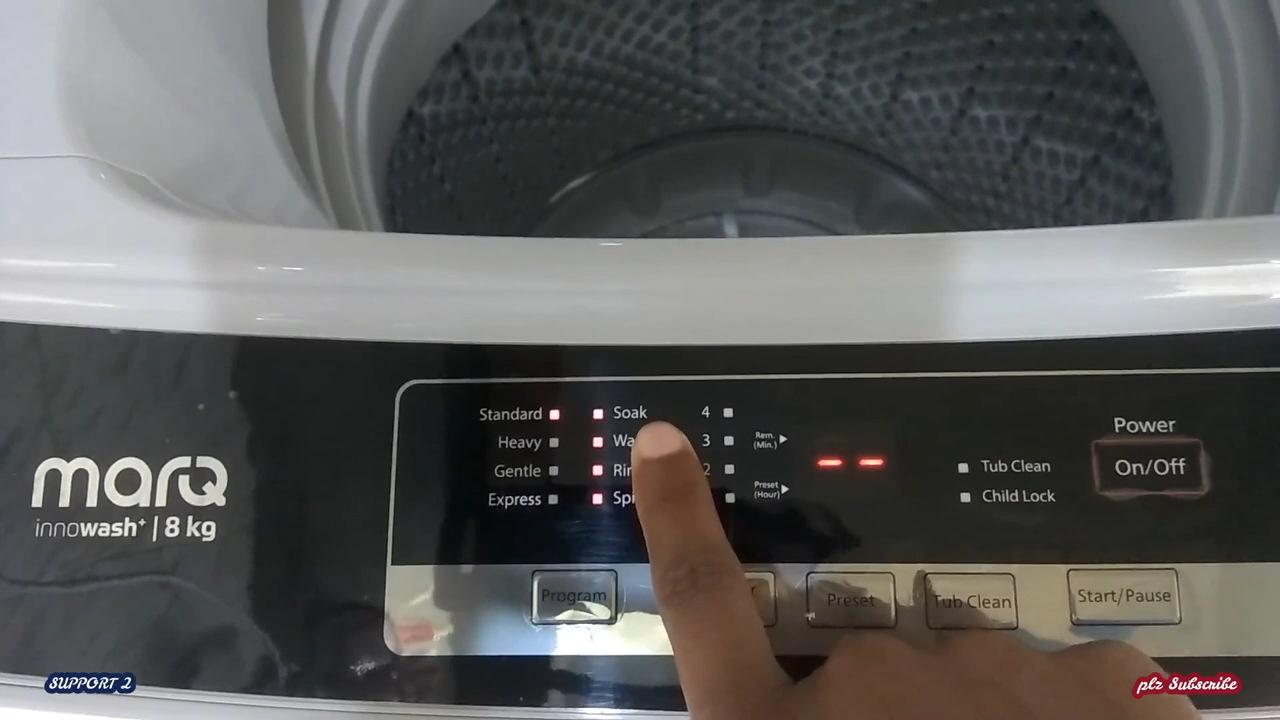 marQ
innowash+ | 8 kg
Standard
Heavy
Gentle
Express
Soak
4
3
2
Rem.
(Min.)
Preset
(Hour)
--
Tub Clean
Child Lock
Power
On/Off
Program
Preset
Tub Clean
Start/Pause
SUPPORT 2
plz Subscribe